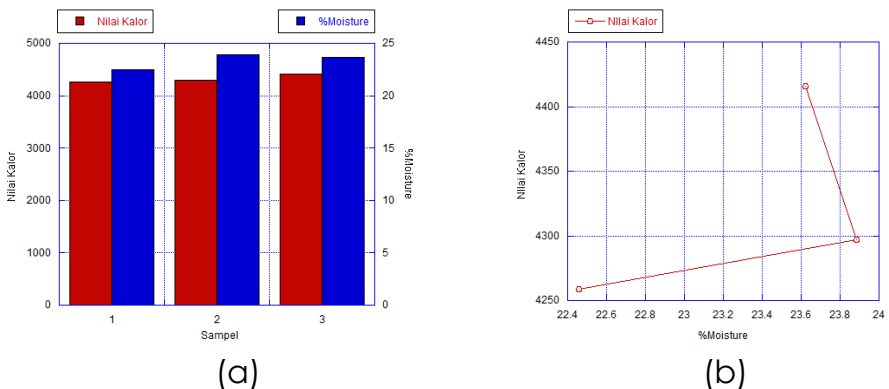 Nilai Kalor
%Moisture
5000
4000
3000
2000
1000
0
Nilai Kalor
25
20
15
10
5
0
%Moisture
1 2 3
Sampel
(a)
NIlai Kalor
4450
4400
4350
4300
4250
NIlai Kalor
22.4 22.6 22.8 23 23.2 23.4 23.6 23.8 24
%Moisture
(b)